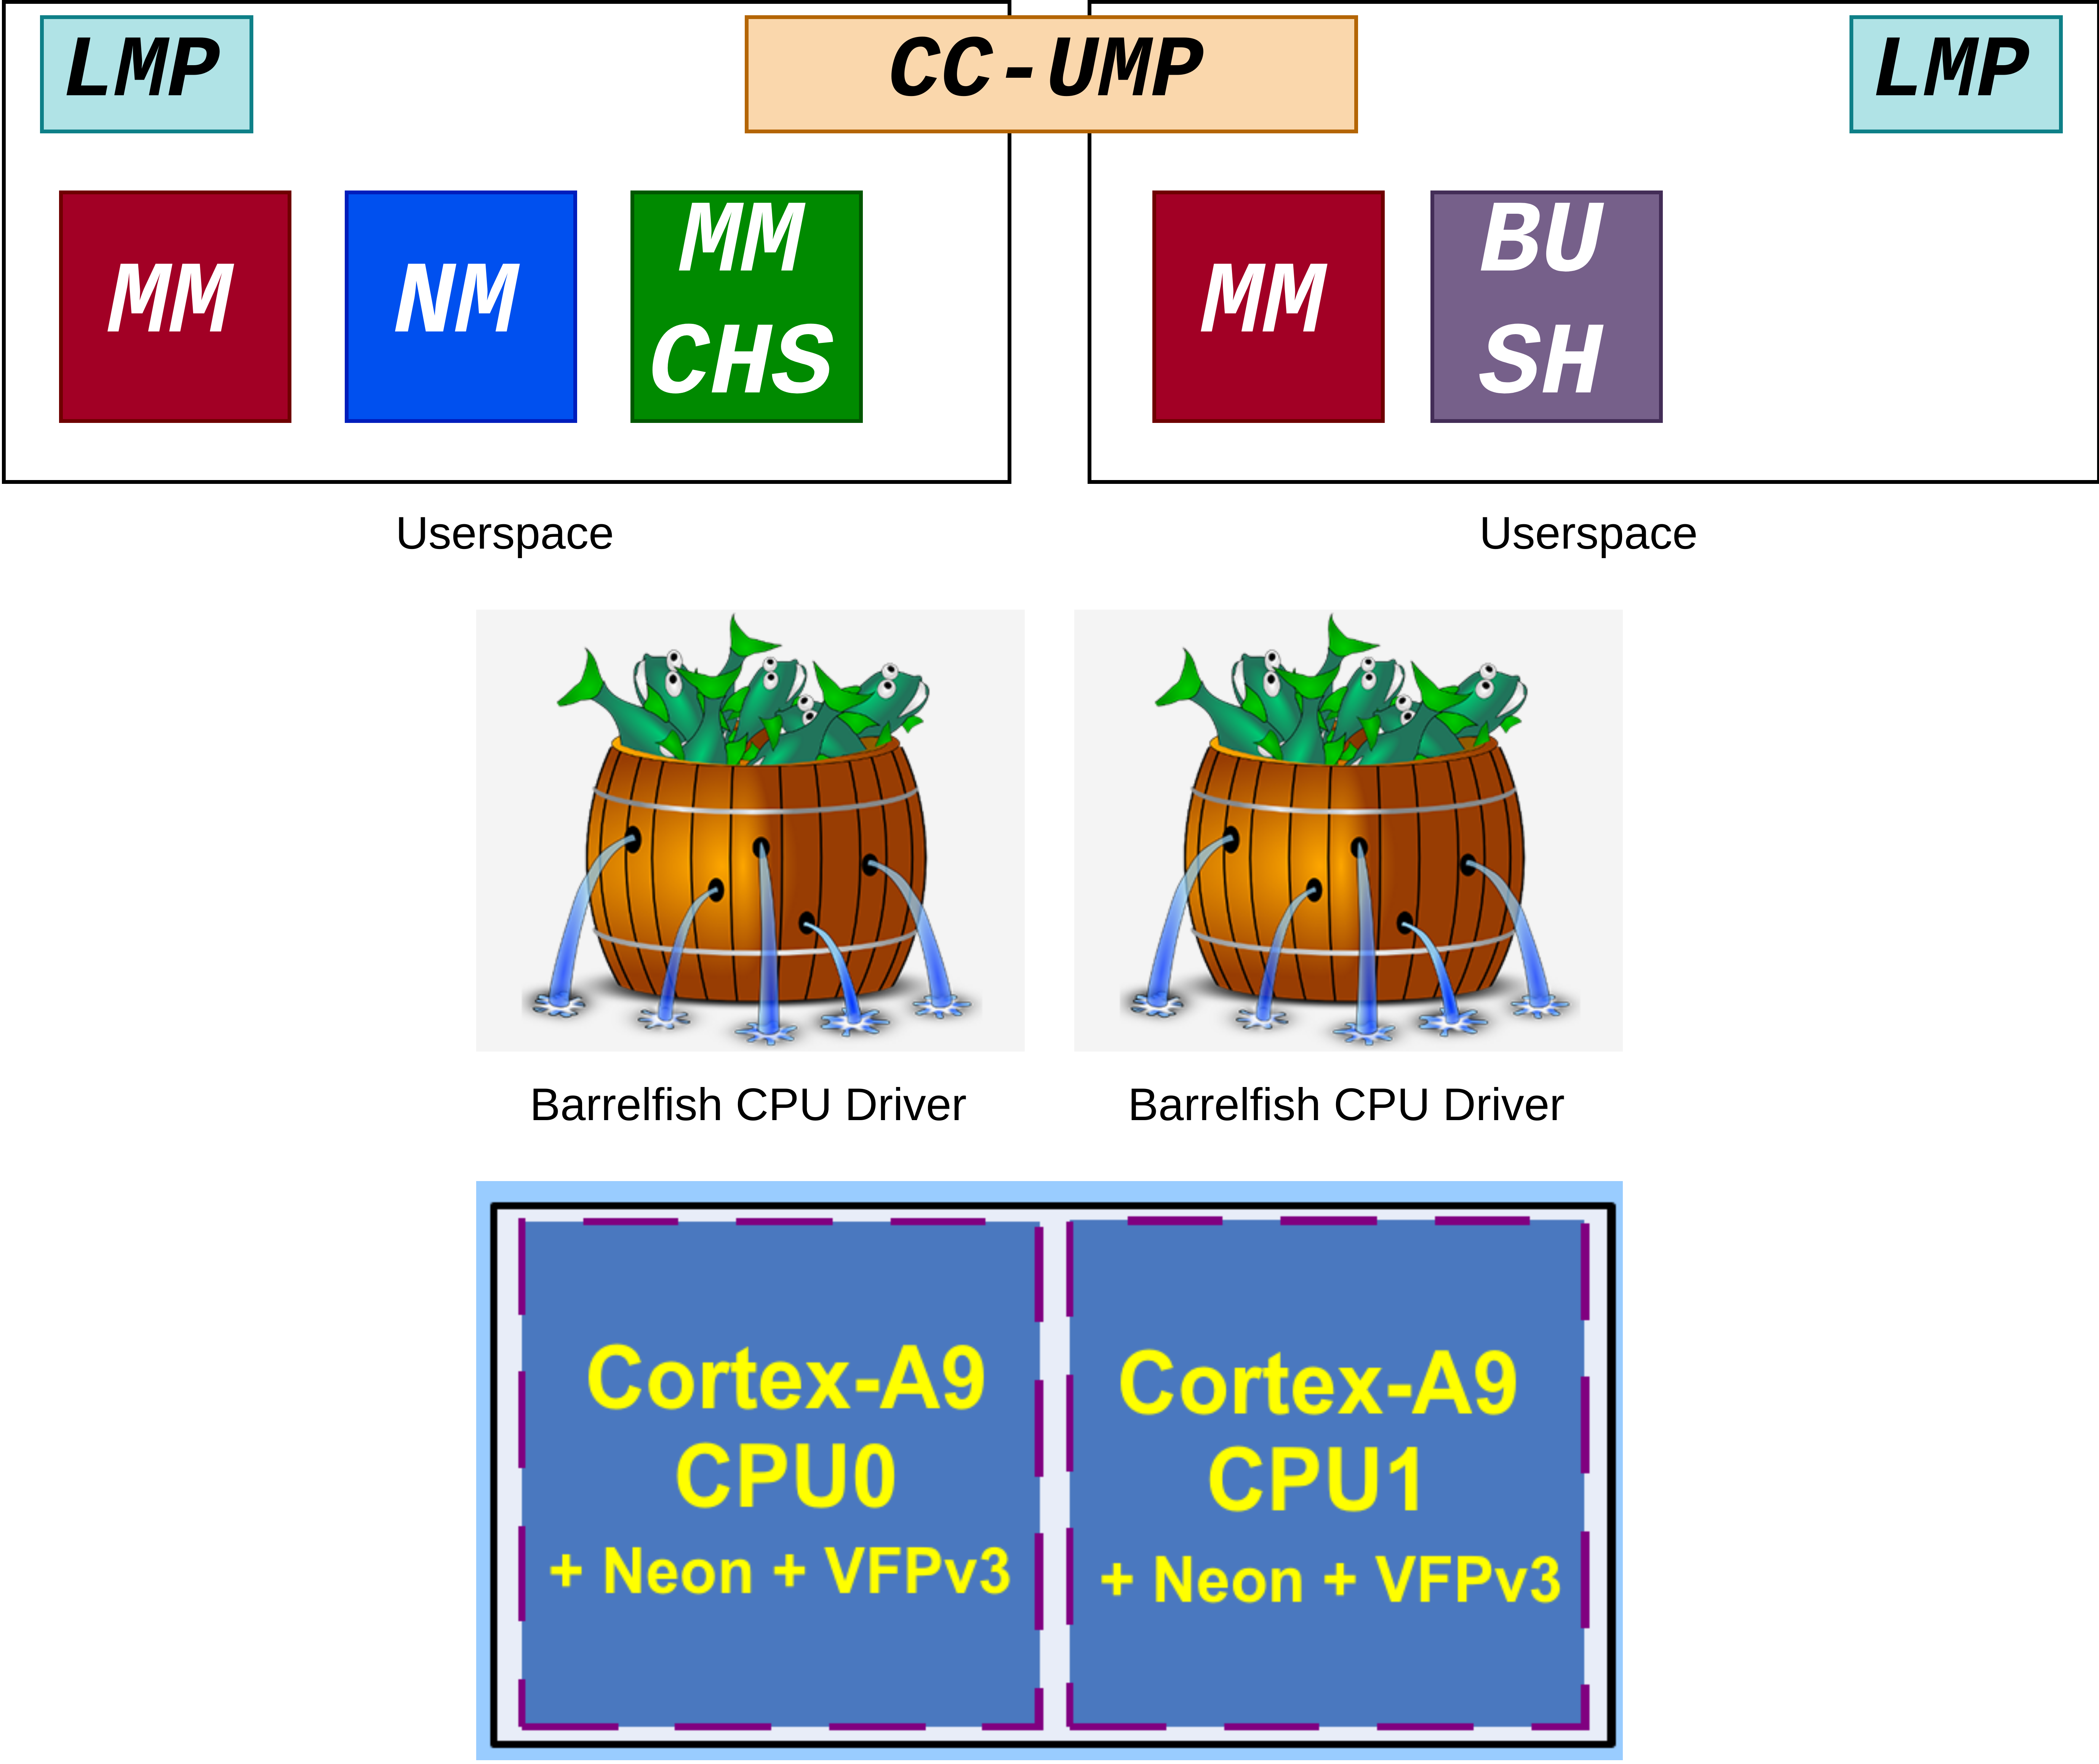 LMP
CC-UMP
LMP
MM
NM
MM
CHS
MM
BU
SH
Userspace
Userspace
Barrelfish CPU Driver
Barrelfish CPU Driver
Cortex-A9
CPU0
+ Neon + VFPv3
Cortex-A9
CPU1
+ Neon + VFPv3